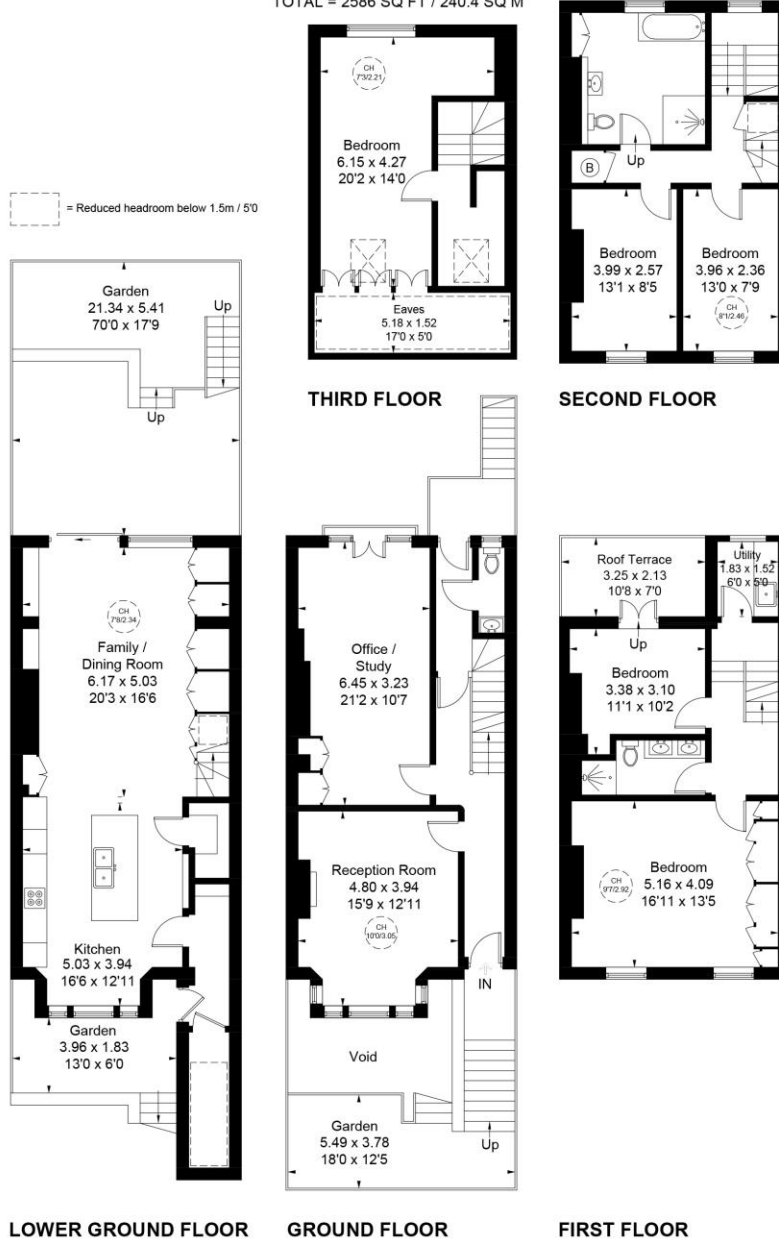 TOTAL = 2586 SQ FT / 240.4 SQ M
CH
7'3/2.21
Bedroom
6.15 x 4.27
20'2 x 14'0
Eaves
5.18 x 1.52
17'0 x 5'0
THIRD FLOOR
B
Up
Bedroom
3.99 x 2.57
13'1 x 8'5
Bedroom
3.96 x 2.36
13'0 x 7'9
CH
8'1/2.46
SECOND FLOOR
= Reduced headroom below 1.5m / 5'0
Garden
21.34 x 5.41
70'0 x 17'9
Up
Up
CH
7'8/2.34
Family /
Dining Room
6.17 x 5.03
20'3 x 16'6
Kitchen
5.03 x 3.94
16'6 x 12'11
Garden
3.96 x 1.83
13'0 x 6'0
LOWER GROUND FLOOR
Office /
Study
6.45 x 3.23
21'2 x 10'7
Reception Room
4.80 x 3.94
15'9 x 12'11
CH
10'0/3.05
IN
Void
Garden
5.49 x 3.78
18'0 x 12'5
Up
GROUND FLOOR
Roof Terrace
3.25 x 2.13
10'8 x 7'0
Utility
1.83 x 1.52
6'0 x 5'0
Up
Bedroom
3.38 x 3.10
11'1 x 10'2
CH
9'7/2.92
Bedroom
5.16 x 4.09
16'11 x 13'5
FIRST FLOOR